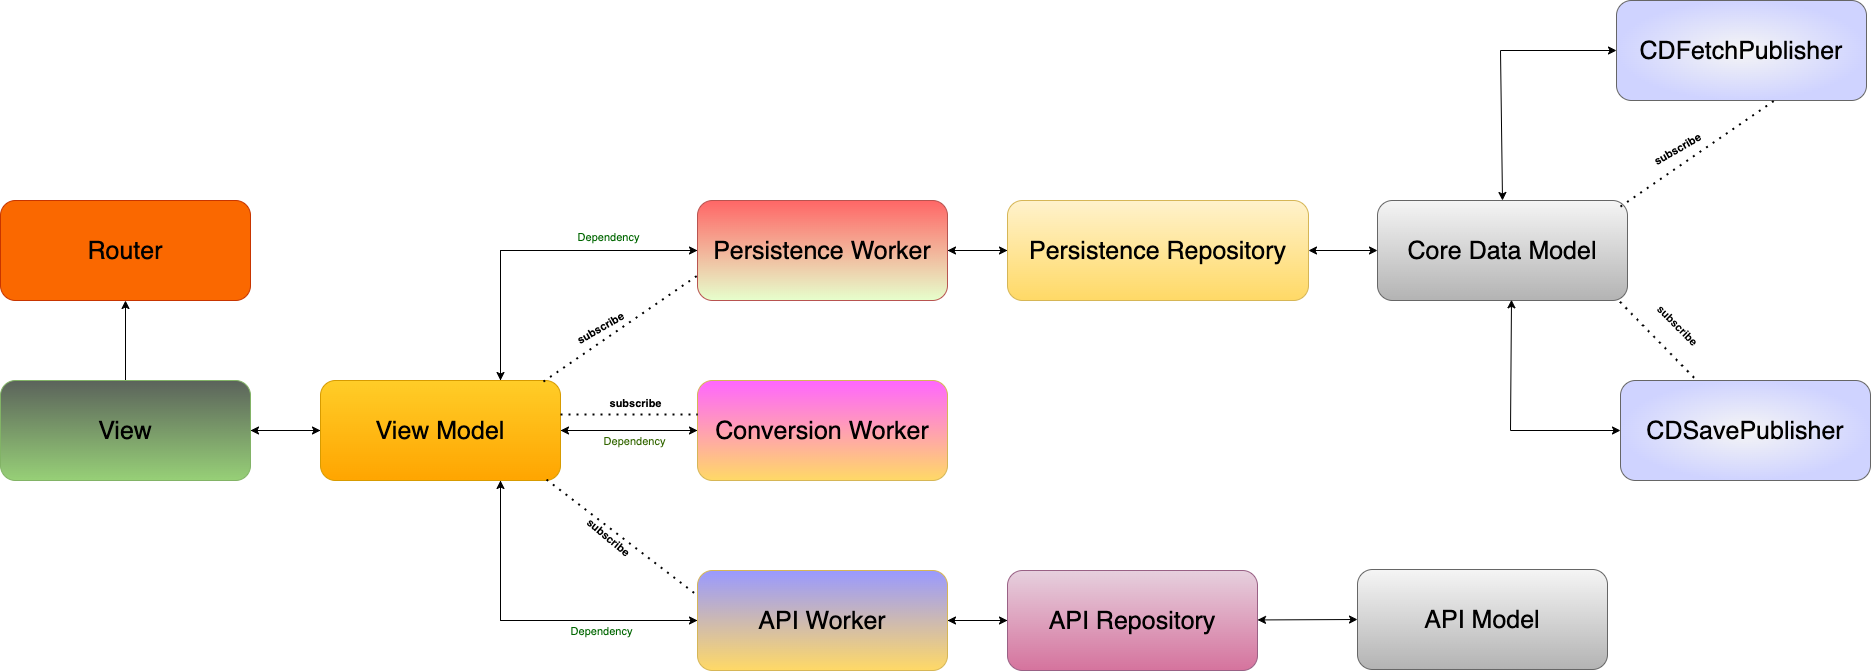 CDFetchPublisher
subscribe
Router
Dependency
Persistence Worker
Persistence Repository
Core Data Model
subscribe
subscribe
View
View Model
subscribe
Dependency
Conversion Worker
CDSavePublisher
subscribe
Dependency
API Worker
API Repository
API Model